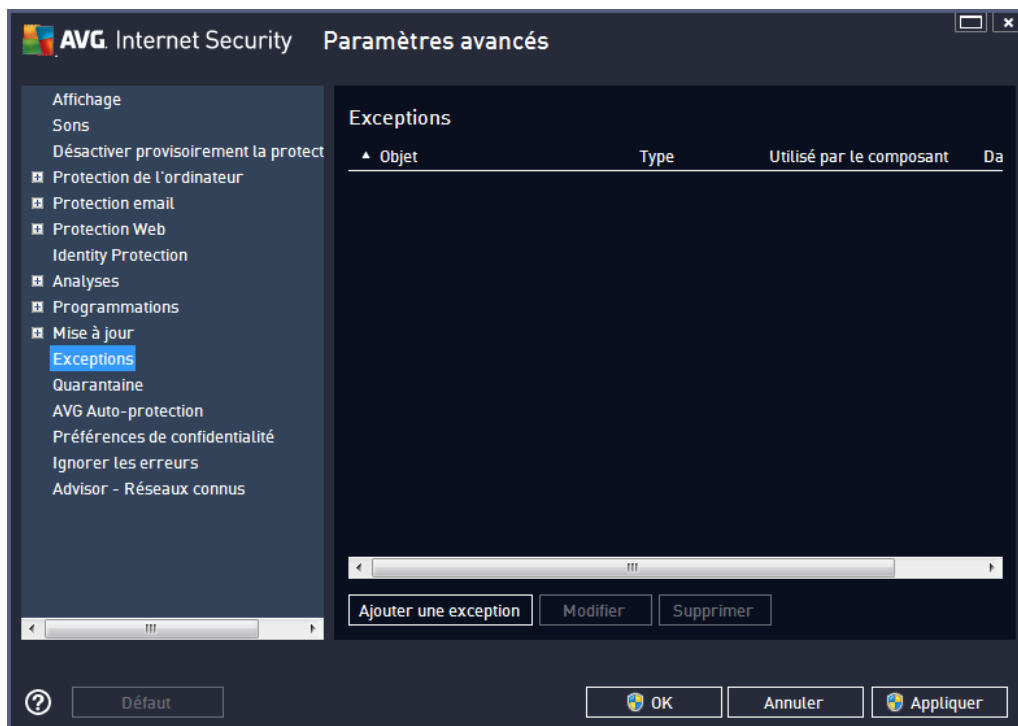 AVG. Internet Security Paramètres avancés
Affichage
Sons
Désactiver provisoirement la protect
Protection de l'ordinateur
Protection email
Protection Web
Identity Protection
Analyses
Programmations
Mise à jour
Exceptions
Quarantaine
AVG Auto-protection
Préférences de confidentialité
Ignorer les erreurs
Advisor - Réseaux connus
Exceptions
Objet Type Utilisé par le composant Da
Ajouter une exception Modifier Supprimer
Défaut OK Annuler Appliquer